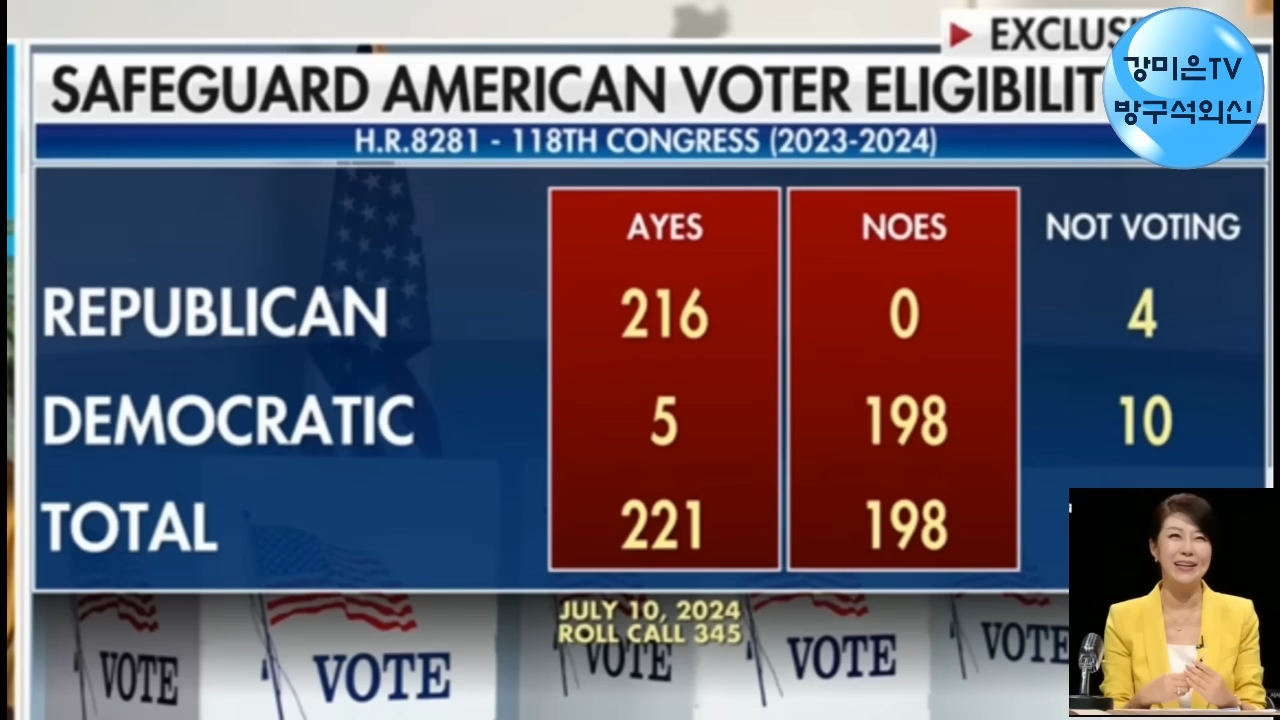 EXCLUS
강미은TV
방구석외신
SAFEGUARD AMERICAN VOTER ELIGIBILIT
H.R.8281 - 118TH CONGRESS (2023-2024)
AYES NOES NOT VOTING
REPUBLICAN 216 0 4
DEMOCRATIC 5 198 10
TOTAL 221 198
JULY 10, 2024
ROLL CALL 345
VOTE VOTE VOTE VOTE VOTE